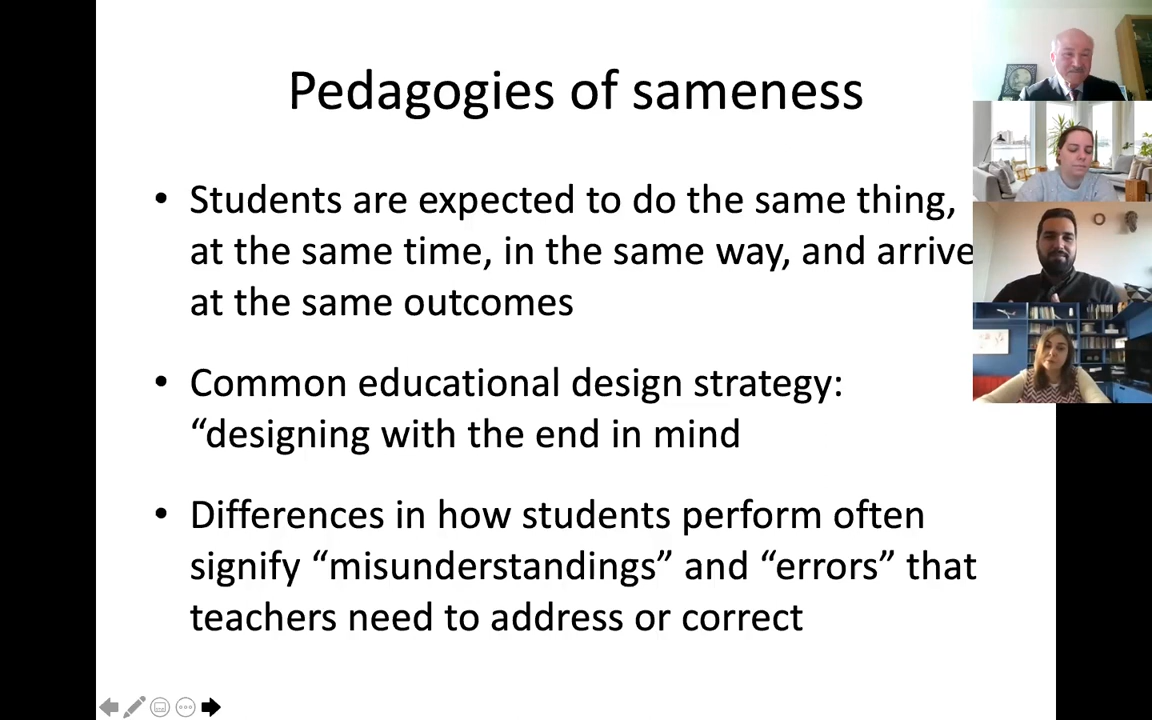 Pedagogies of sameness
• Students are expected to do the same thing,
at the same time, in the same way, and arrive
at the same outcomes
• Common educational design strategy:
“designing with the end in mind
• Differences in how students perform often
signify “misunderstandings” and “errors” that
teachers need to address or correct